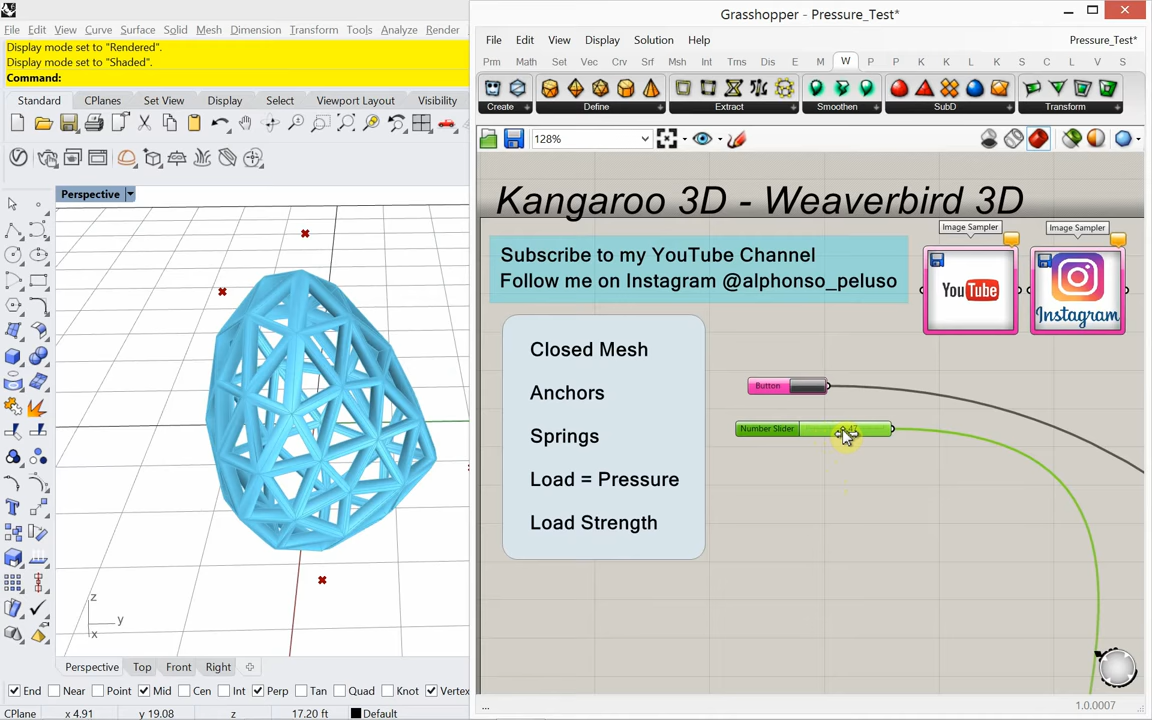 File Edit View Curve Surface Solid Mesh Dimension Transform Tools Analyze Render
Display mode set to "Rendered".
Display mode set to "Shaded".
Command:
Standard CPlanes Set View Display Select Viewport Layout Visibility
Perspective
z
y
x
Perspective Top Front Right
End Near Point Mid Cen Int Perp Tan Quad Knot Vertex
CPlane x 4.91 y 19.08 z 17.20 ft Default
Grasshopper - Pressure_Test*
File Edit View Display Solution Help Pressure_Test*
Prm Math Set Vec Crv Srf Msh Int Trns Dis E M W P P K K L K K S C L V S
Create Define Extract Smoothen SubD Transform
128%
Kangaroo 3D - Weaverbird 3D
Subscribe to my YouTube Channel
Follow me on Instagram @alphonso_peluso
Image Sampler
Image Sampler
YouTube
Instagram
Closed Mesh
Anchors
Springs
Load = Pressure
Load Strength
Button
Number Slider
...
1.0.0007